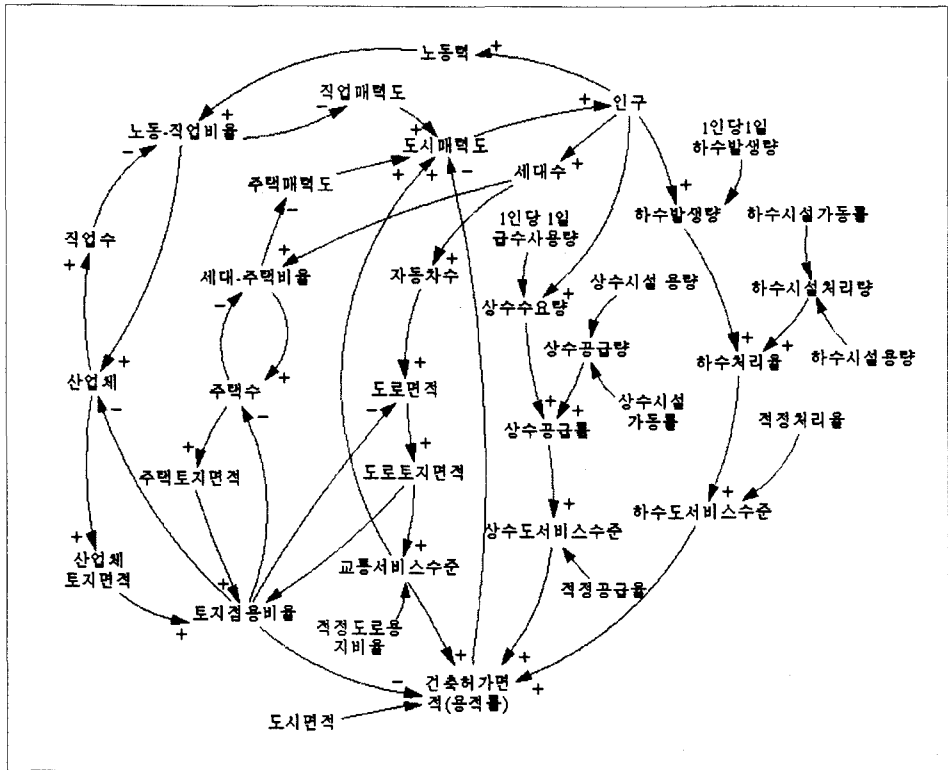 노동력
+
직업매력도
−
+
인구
+
노동-직업비율
−
+
도시매력도
+
+
−
1인당1일
하수발생량
세대수
+
주택매력도
−
+
하수발생량
하수시설가동률
1인당 1일
급수사용량
직업수
+
+
세대-주택비율
−
+
자동차수
상수시설 용량
하수시설처리량
상수수요량
+
상수공급량
+
하수처리율
+
하수시설용량
+
산업체
−
주택수
+
−
+
도로면적
−
상수시설
가동률
+
+
상수공급률
적정처리율
+
주택토지면적
+
도로토지면적
+
하수도서비스수준
+
상수도서비스수준
+
산업체
토지면적
+
교통서비스수준
적정공급율
+
토지점용비율
+
적정도로용
지비율
+
+
−
건축허가면
적(용적률)
+
도시면적